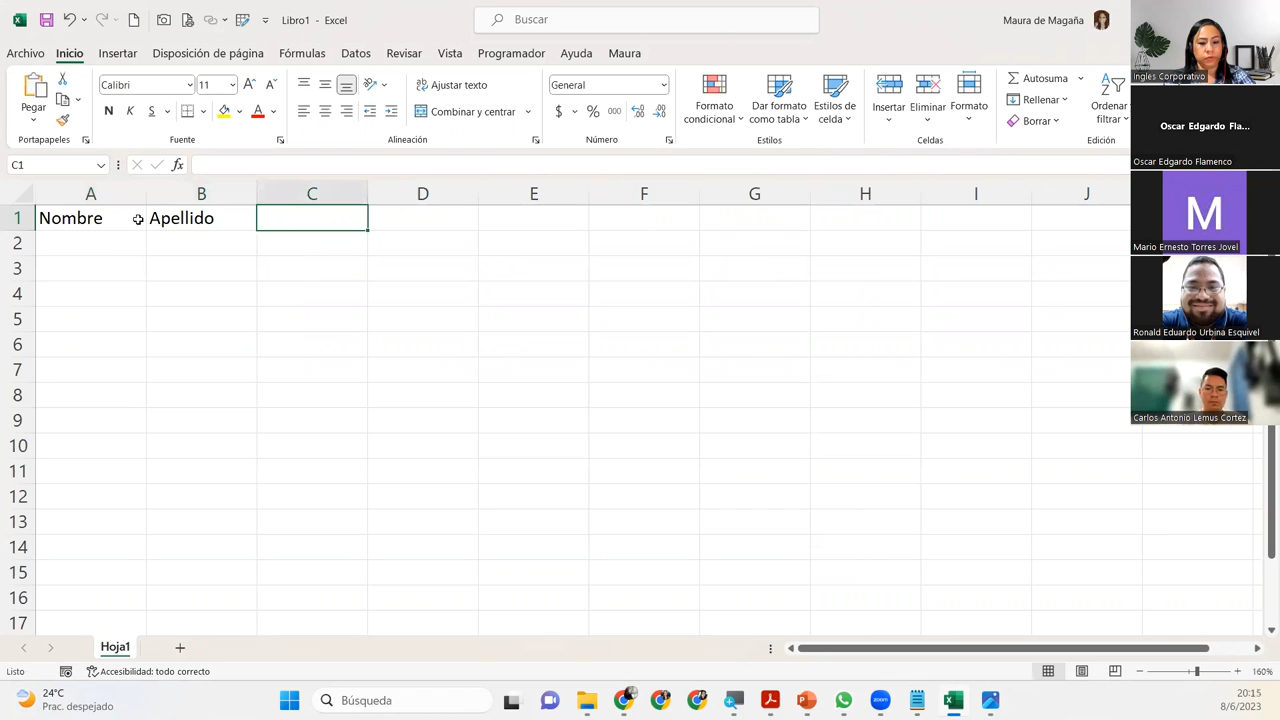 Libro1 - Excel
Buscar
Maura de Magaña
Archivo Inicio Insertar Disposición de página Fórmulas Datos Revisar Vista Programador Ayuda Maura
Pegar
Portapapeles
Calibri 11
N K S
Fuente
Ajustar texto
Combinar y centrar
Alineación
General
$ % 000
Número
Formato condicional
Dar formato como tabla
Estilos de celda
Estilos
Insertar Eliminar Formato
Celdas
Autosuma
Rellenar
Borrar
Ordenar
filtrar
Edición
C1
fx
A B C D E F G H I J
1 Nombre Apellido
2
3
4
5
6
7
8
9
10
11
12
13
14
15
16
17
Ingles Corporativo
Oscar Edgardo Fla...
Oscar Edgardo Flamenco
M
Mario Ernesto Torres Jovel
Ronald Eduardo Urbina Esquivel
Carlos Antonio Lemus Cortez
Hoja1
Listo
Accesibilidad: todo correcto
160%
24°C
Prac. despejado
Búsqueda
zoom
20:15
8/6/2023